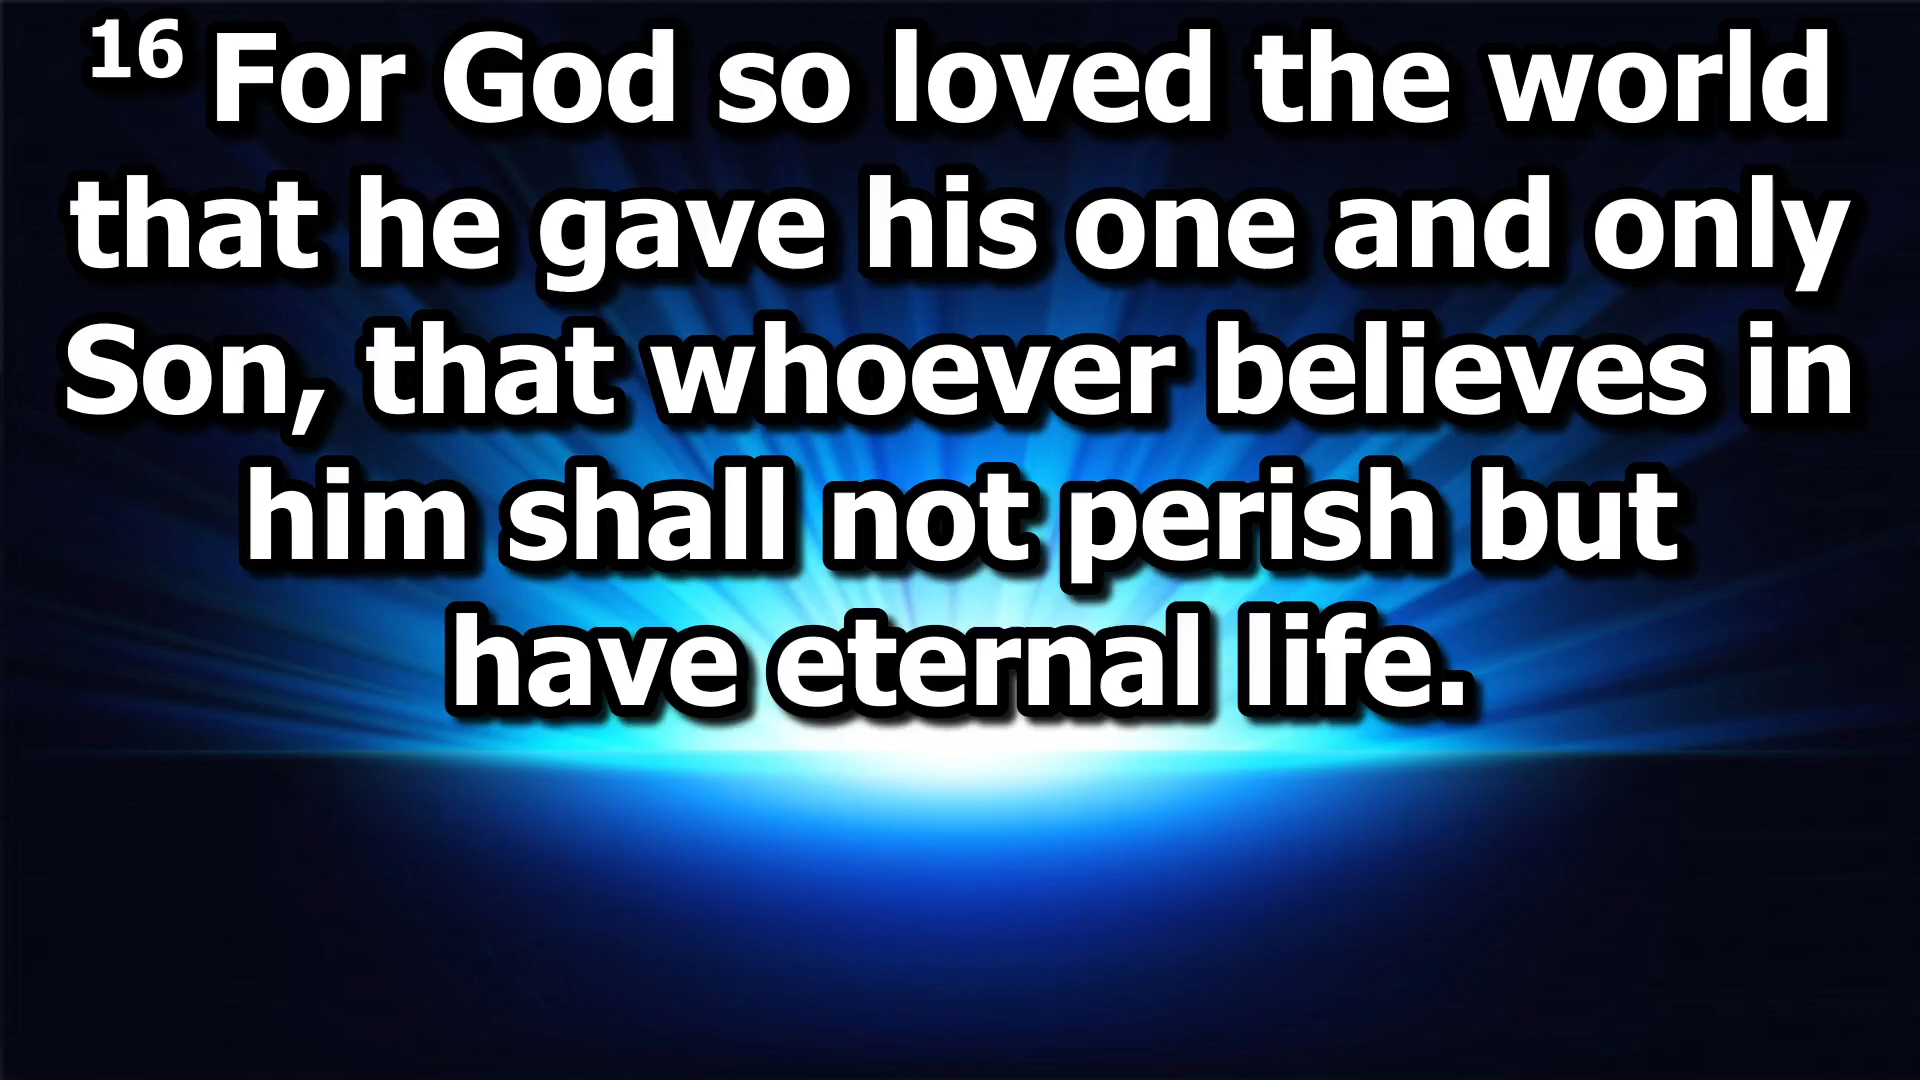 16 For God so loved the world
that he gave his one and only
Son, that whoever believes in
him shall not perish but
have eternal life.